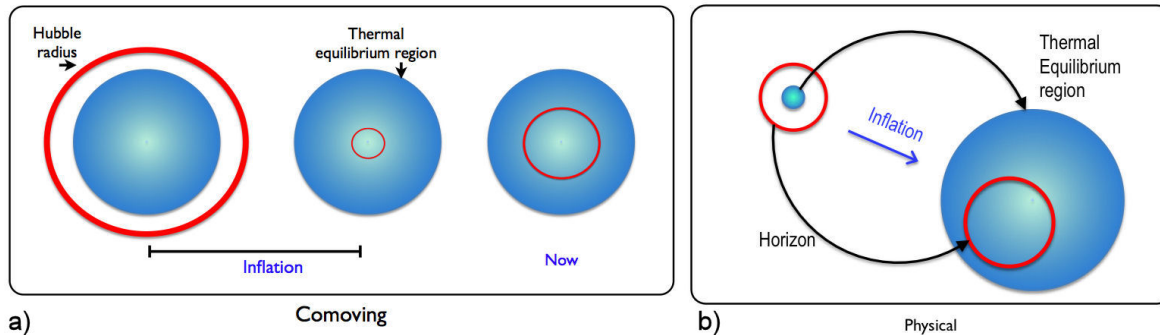 Hubble
radius
Thermal
equilibrium region
Inflation
Now
a)
Comoving
Thermal
Equilibrium
region
Inflation
Horizon
b)
Physical